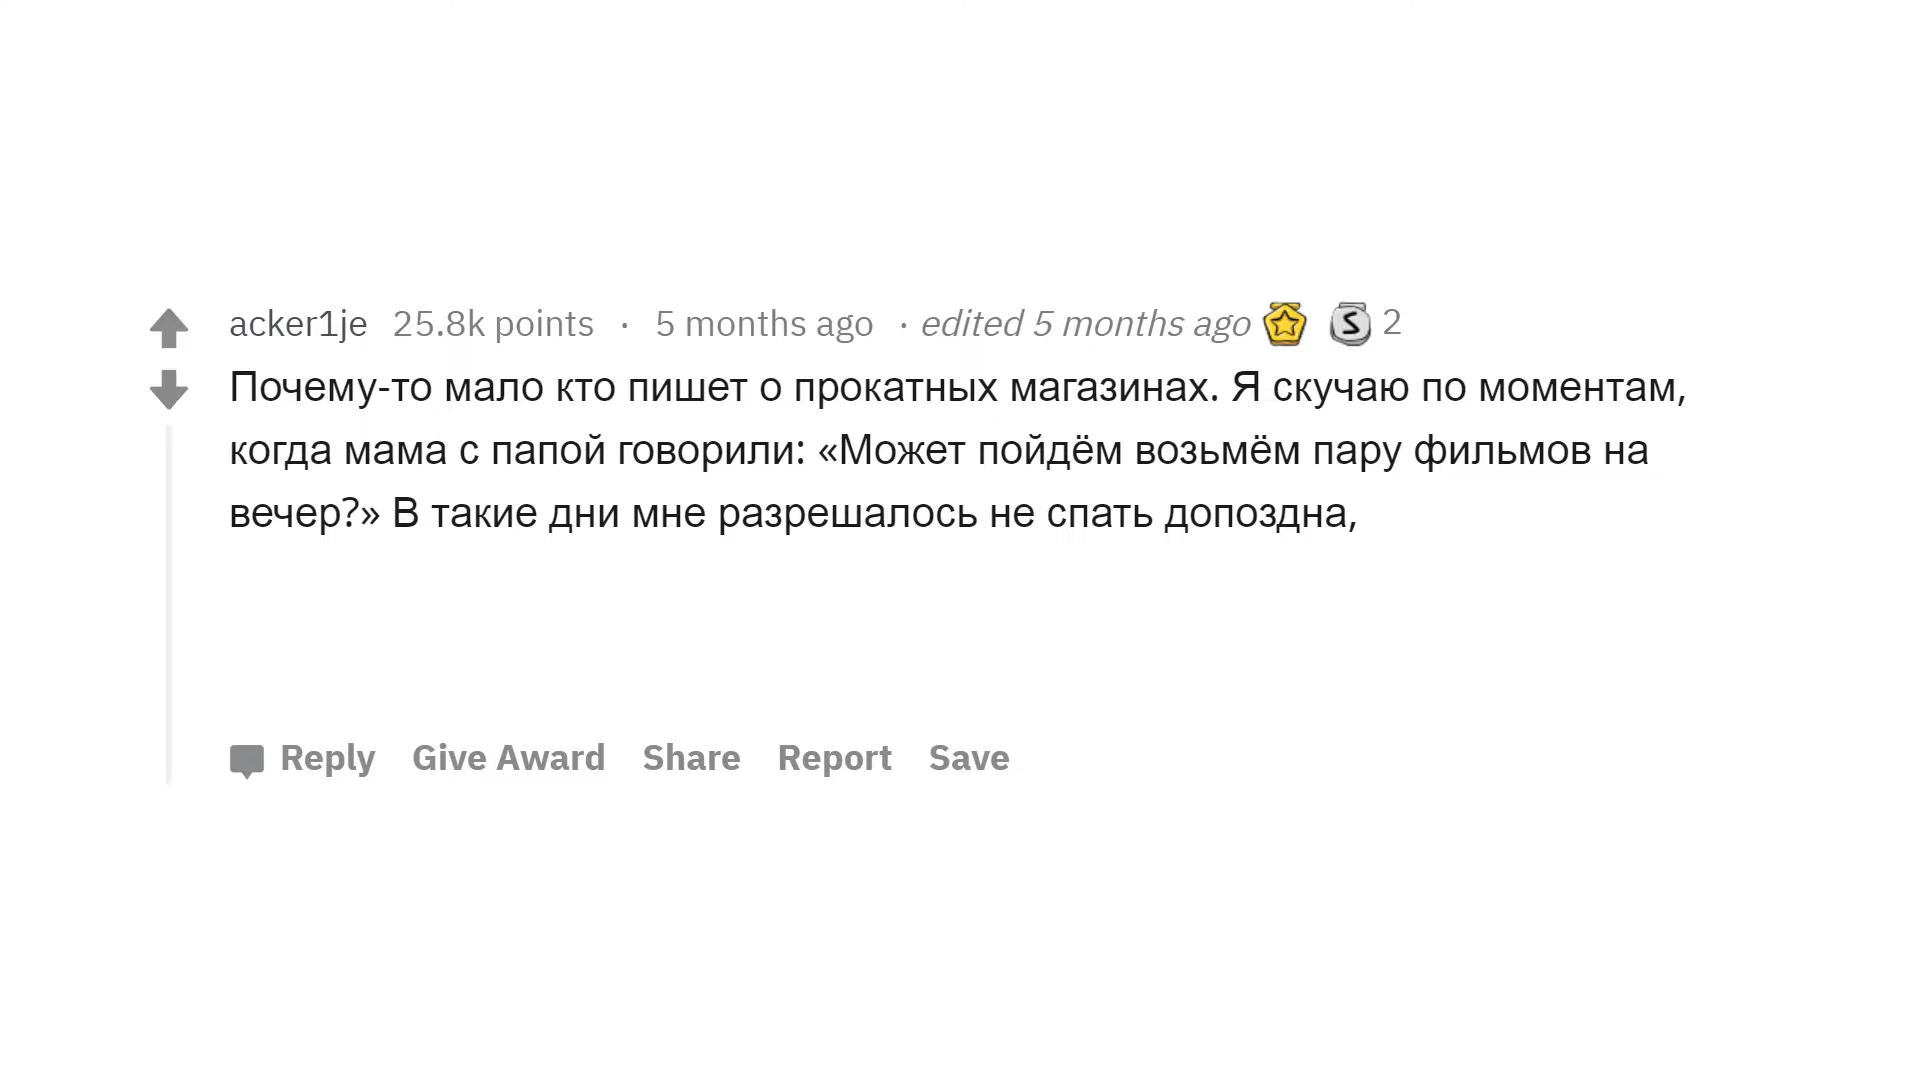 acker1je 25.8k points · 5 months ago · edited 5 months ago S 2
Почему-то мало кто пишет о прокатных магазинах. Я скучаю по моментам,
когда мама с папой говорили: «Может пойдём возьмём пару фильмов на
вечер?» В такие дни мне разрешалось не спать допоздна,
Reply Give Award Share Report Save